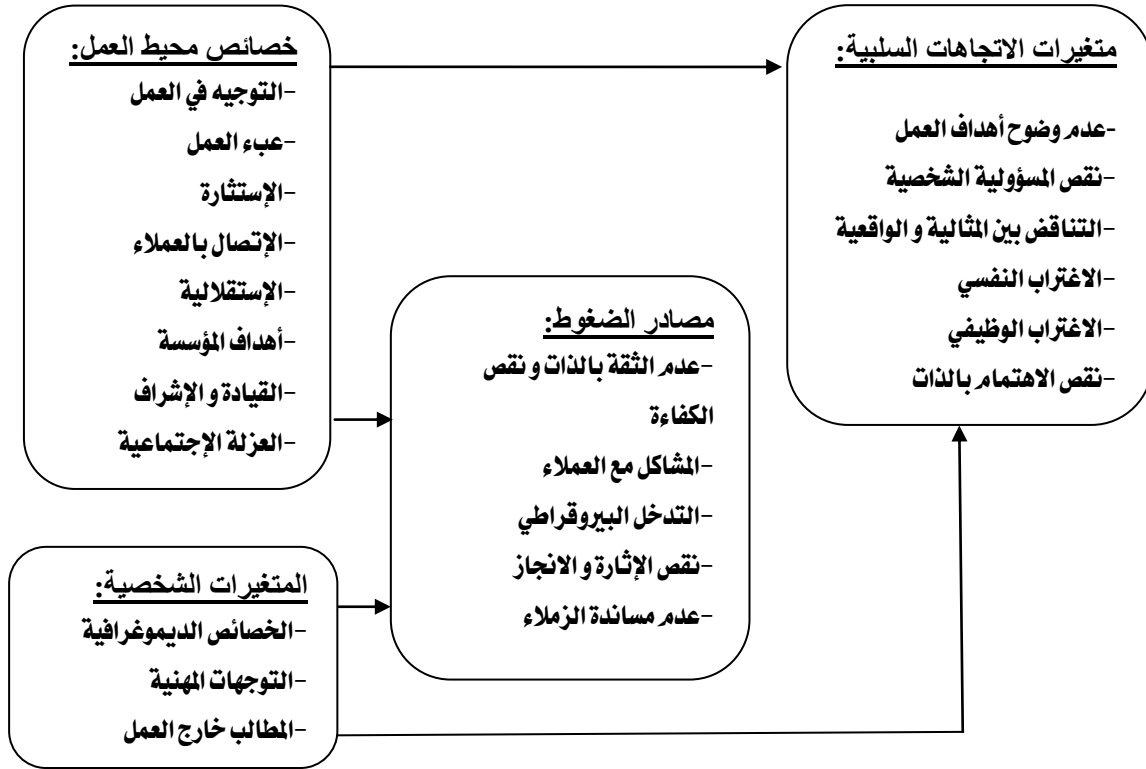 خصائص محيط العمل:
-التوجيه في العمل
-عبء العمل
-الإستثارة
-الإتصال بالعملاء
-الإستقلالية
-أهداف المؤسسة
-القيادة و الإشراف
-العزلة الإجتماعية
متغيرات الاتجاهات السلبية:
-عدم وضوح أهداف العمل
-نقص المسؤولية الشخصية
-التناقض بين المثالية و الواقعية
-الاغتراب النفسي
-الاغتراب الوظيفي
-نقص الاهتمام بالذات
مصادر الضغوط:
-عدم الثقة بالذات و نقص
الكفاءة
-المشاكل مع العملاء
-التدخل البيروقراطي
-نقص الإثارة و الانجاز
-عدم مساندة الزملاء
المتغيرات الشخصية:
-الخصائص الديموغرافية
-التوجهات المهنية
-المطالب خارج العمل